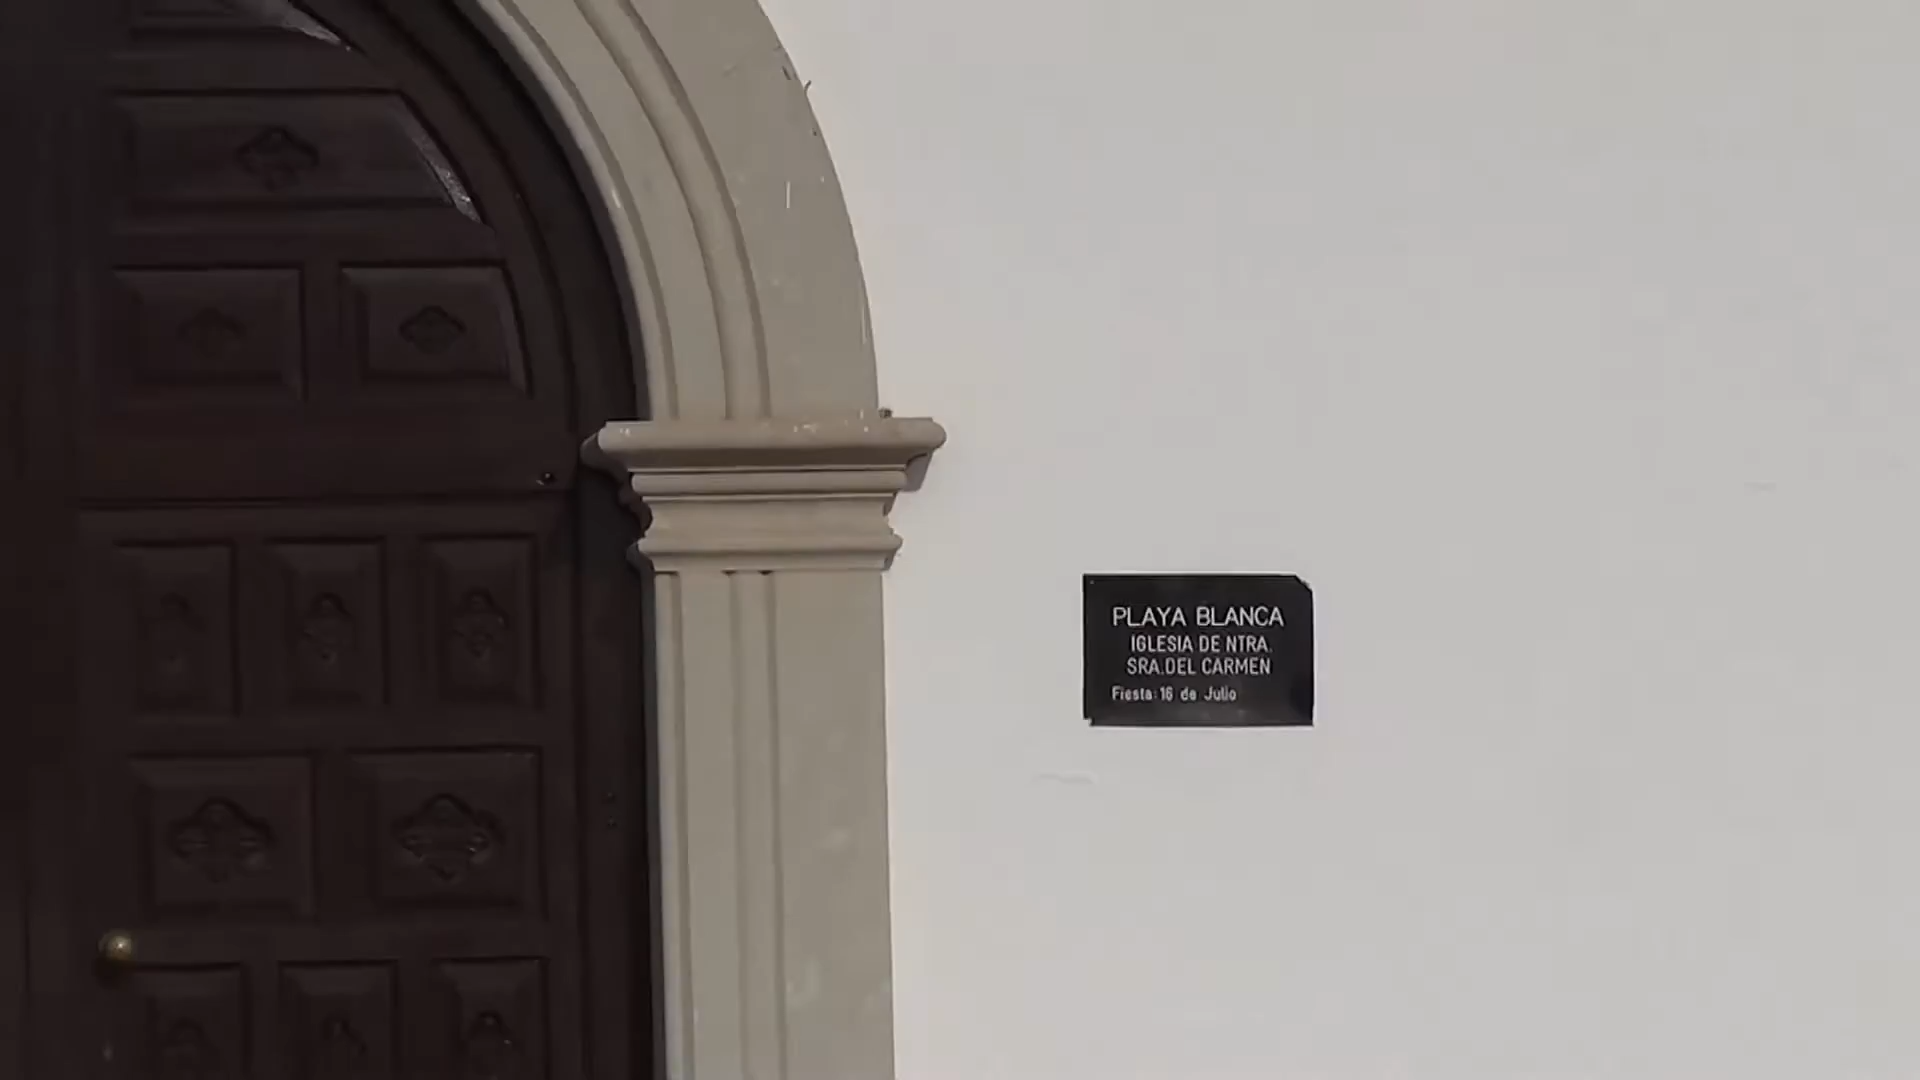 PLAYA BLANCA
IGLESIA DE NTRA.
SRA.DEL CARMEN
Fiesta:16 de Julio